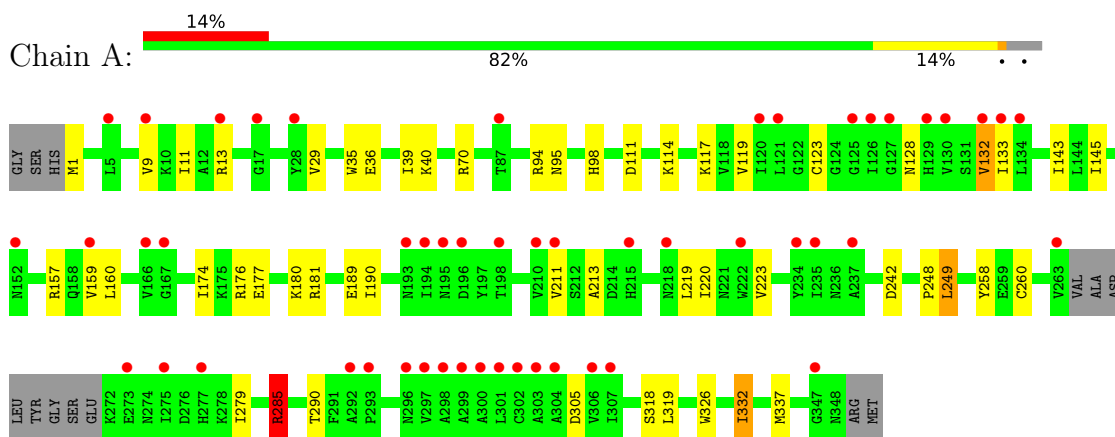 14%
Chain A:
82% 14% • •
GLY SER HIS M1 L5 V9 K10 I11 A12 R13 G17 Y28 V29 W35 E36 I39 K40 R70 T87 R94 N95 H98 D111 K114 K117 V118 V119 I120 L121 G122 C123 G124 G125 I126 G127 N128 H129 V130 S131 V132 I133 L134 I143 L144 I145
N152 R157 Q158 V159 L160 V166 G167 I174 K175 R176 E177 K180 R181 E189 I190 N193 I194 N195 D196 Y197 T198 V210 V211 S212 A213 D214 H215 N218 L219 I220 N221 W222 V223 Y234 I235 N236 A237 D242 P248 L249 Y258 E259 C260 V263 VAL ALA ASP
LEU TYR GLY SER GLU K272 E273 N274 I275 D276 H277 K278 I279 R285 T290 F291 A292 P293 N296 V297 A298 A299 A300 L301 C302 A303 A304 D305 V306 I307 S318 L319 W326 I332 M337 G347 N348 ARG MET